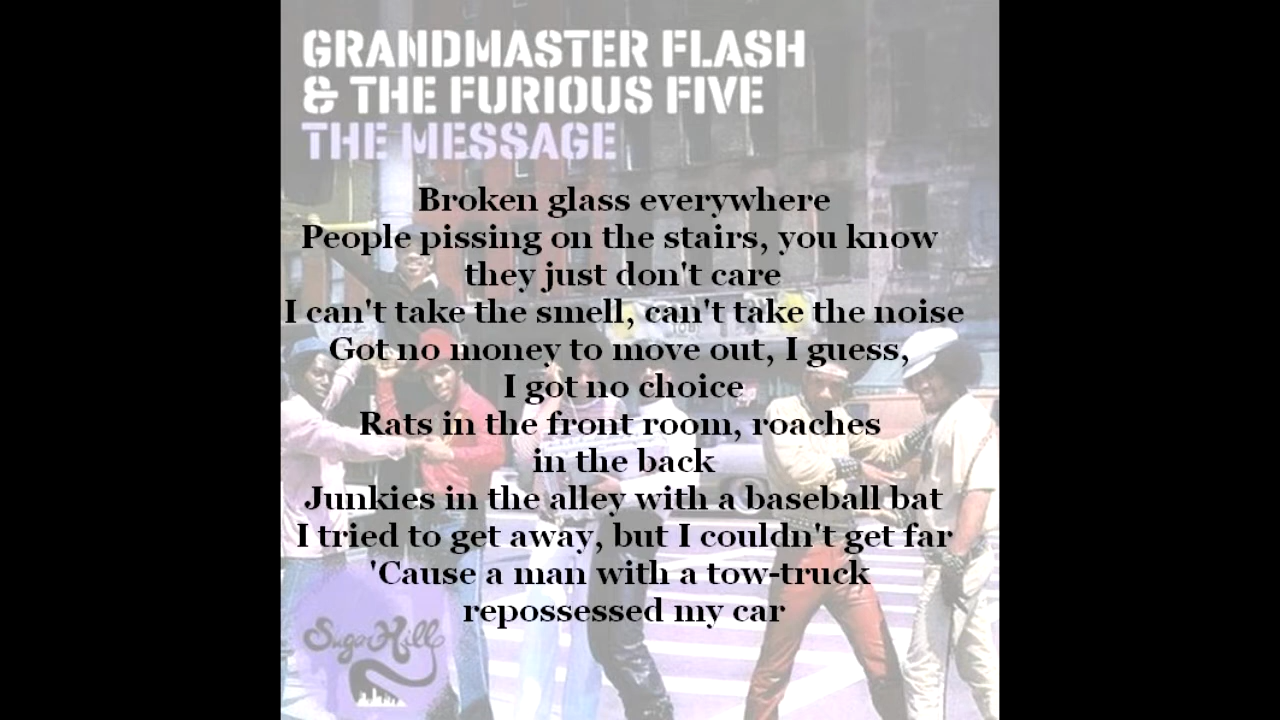 GRANDMASTER FLASH
& THE FURIOUS FIVE
THE MESSAGE
Broken glass everywhere
People pissing on the stairs, you know
they just don't care
I can't take the smell, can't take the noise
Got no money to move out, I guess,
I got no choice
Rats in the front room, roaches
in the back
Junkies in the alley with a baseball bat
I tried to get away, but I couldn't get far
'Cause a man with a tow-truck
repossessed my car
SugarHill